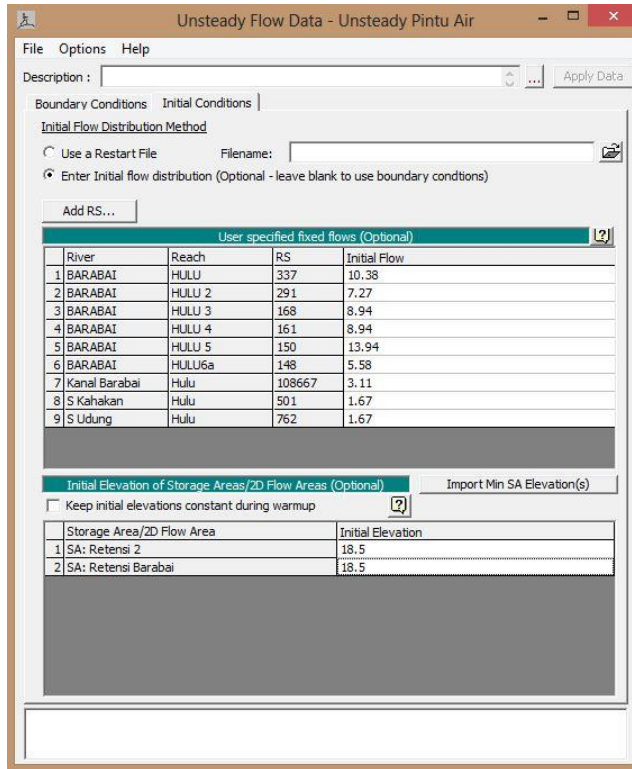 Unsteady Flow Data - Unsteady Pintu Air
File Options Help
Description : ... Apply Data
Boundary Conditions Initial Conditions
Initial Flow Distribution Method
Use a Restart File Filename:
Enter Initial flow distribution (Optional - leave blank to use boundary condtions)
Add RS...
User specified fixed flows (Optional)
River Reach RS Initial Flow
1 BARABAI HULU 337 10.38
2 BARABAI HULU 2 291 7.27
3 BARABAI HULU 3 168 8.94
4 BARABAI HULU 4 161 8.94
5 BARABAI HULU 5 150 13.94
6 BARABAI HULU6a 148 5.58
7 Kanal Barabai Hulu 108667 3.11
8 S Kahakan Hulu 501 1.67
9 S Udung Hulu 762 1.67
Initial Elevation of Storage Areas/2D Flow Areas (Optional) Import Min SA Elevation(s)
Keep initial elevations constant during warmup
Storage Area/2D Flow Area Initial Elevation
1 SA: Retensi 2 18.5
2 SA: Retensi Barabai 18.5